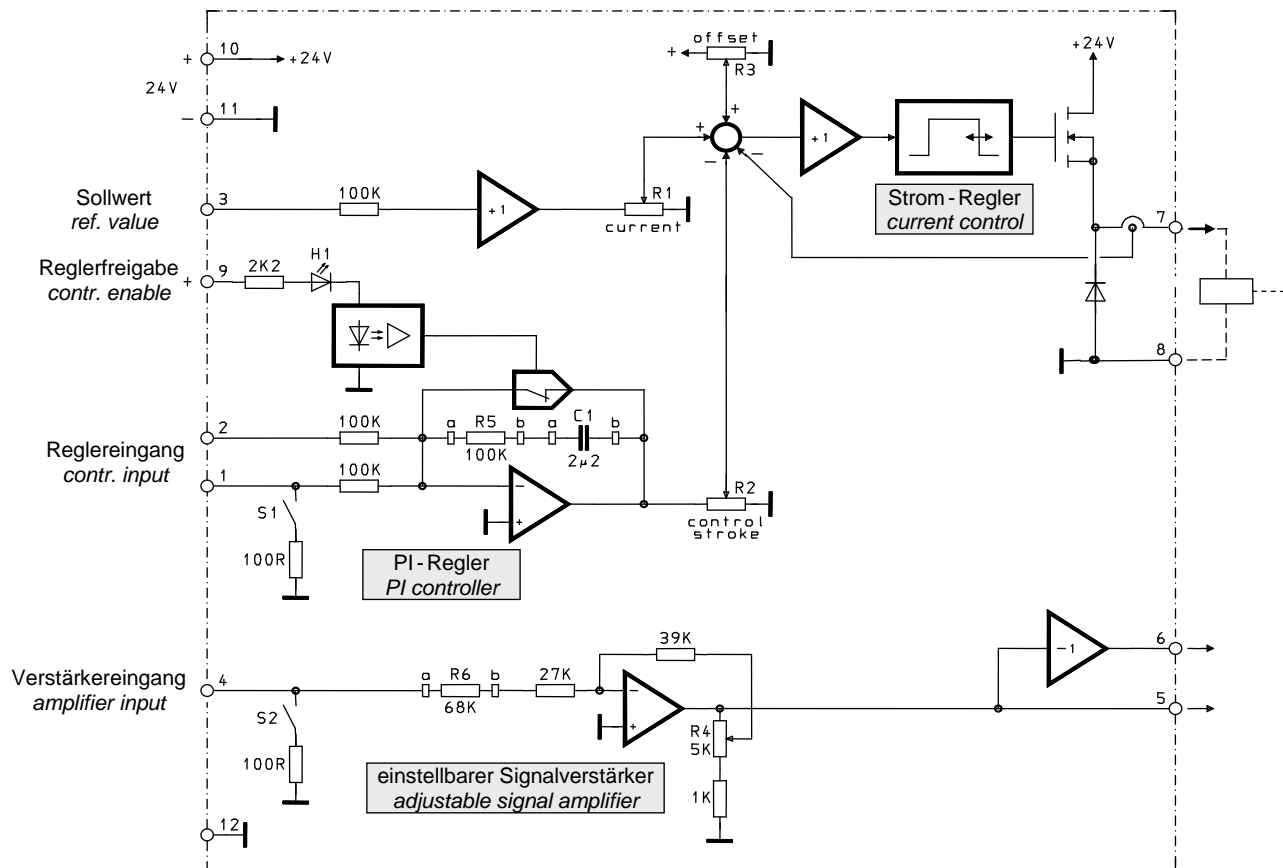 offset
+
R3
+24V
+
10
+24V
24V
11
−
+
+
−
−
+1
Strom-Regler
current control
Sollwert
ref. value
3
100K
+1
R1
current
7
Reglerfreigabe
contr. enable
+
9
2K2
H1
8
2
100K
a
R5
100K
b
a
C1
2µ2
b
Reglereingang
contr. input
1
100K
−
+
R2
control
stroke
S1
100R
PI-Regler
PI controller
39K
−1
6
Verstärkereingang
amplifier input
4
a
R6
68K
b
27K
−
+
5
S2
100R
R4
5K
1K
einstellbarer Signalverstärker
adjustable signal amplifier
12